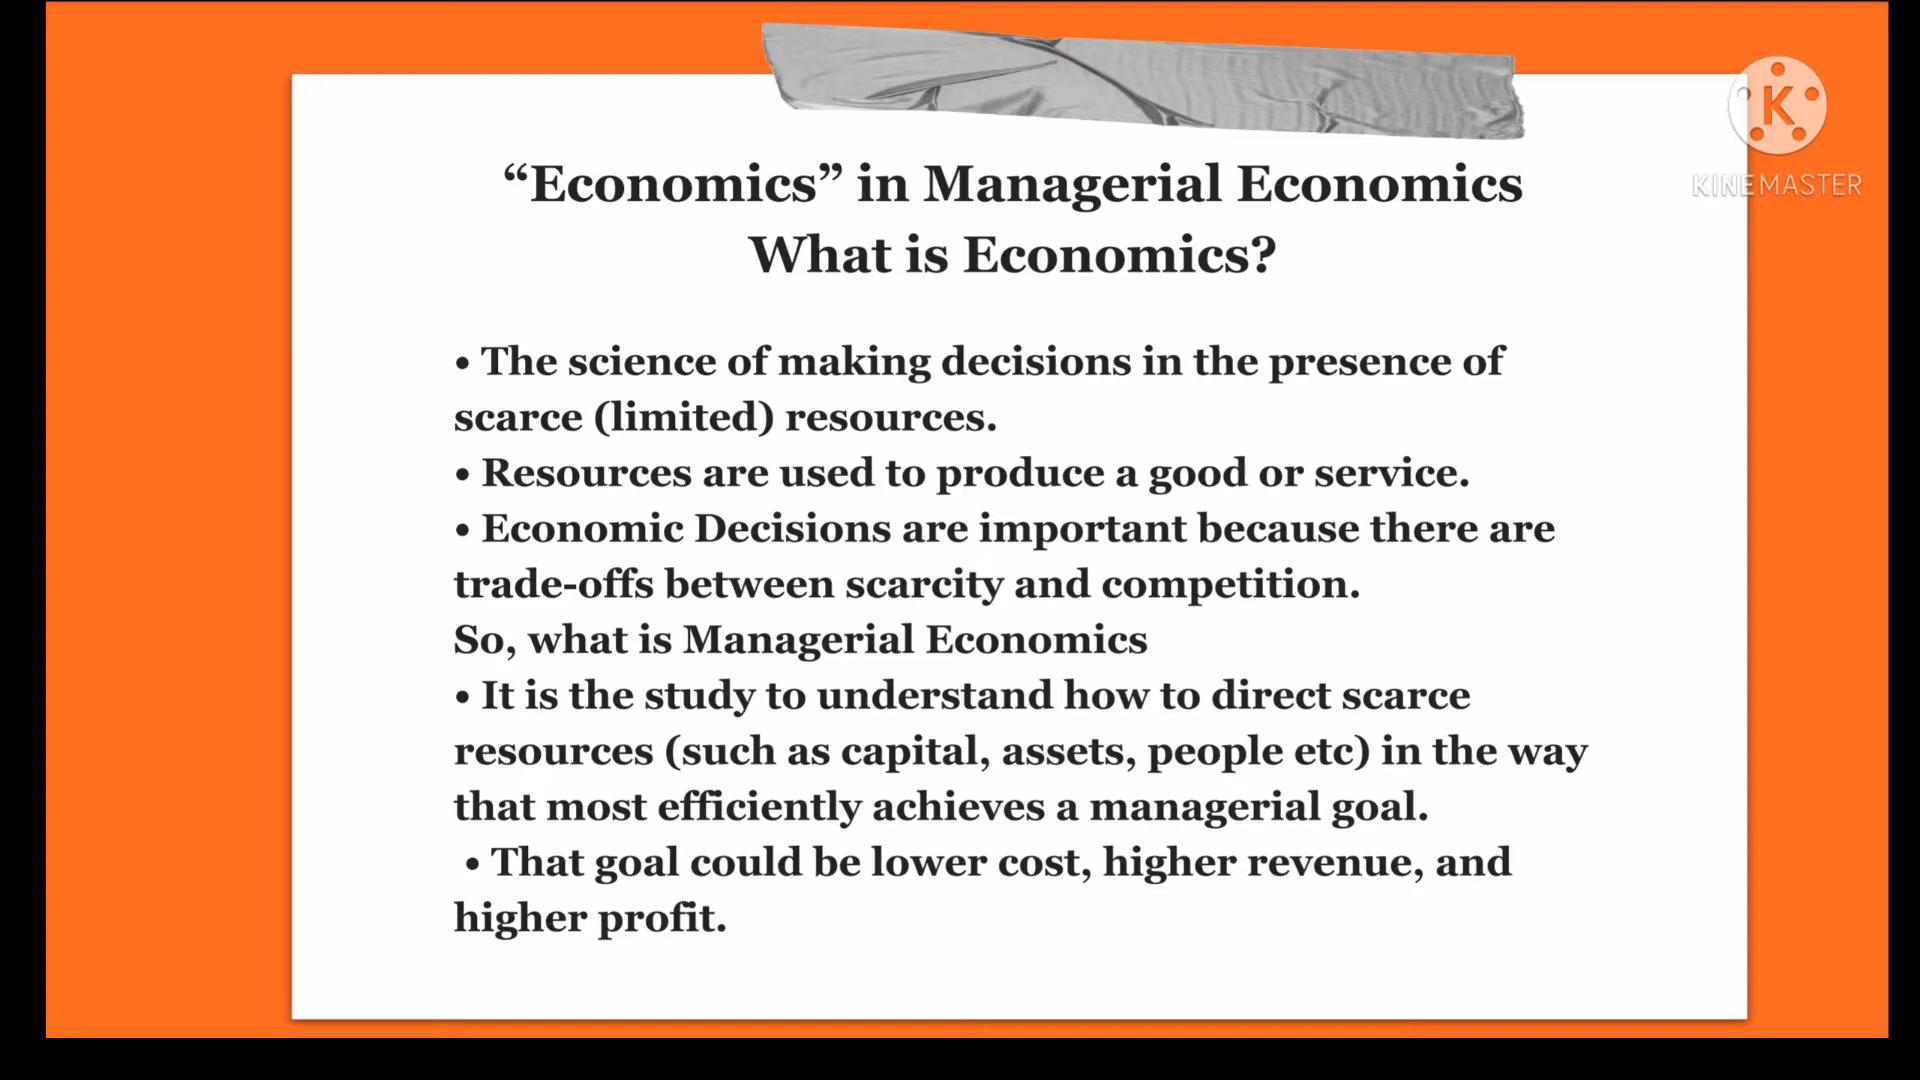 “Economics” in Managerial Economics
What is Economics?
• The science of making decisions in the presence of
scarce (limited) resources.
• Resources are used to produce a good or service.
• Economic Decisions are important because there are
trade-offs between scarcity and competition.
So, what is Managerial Economics
• It is the study to understand how to direct scarce
resources (such as capital, assets, people etc) in the way
that most efficiently achieves a managerial goal.
• That goal could be lower cost, higher revenue, and
higher profit.
K
KINEMASTER